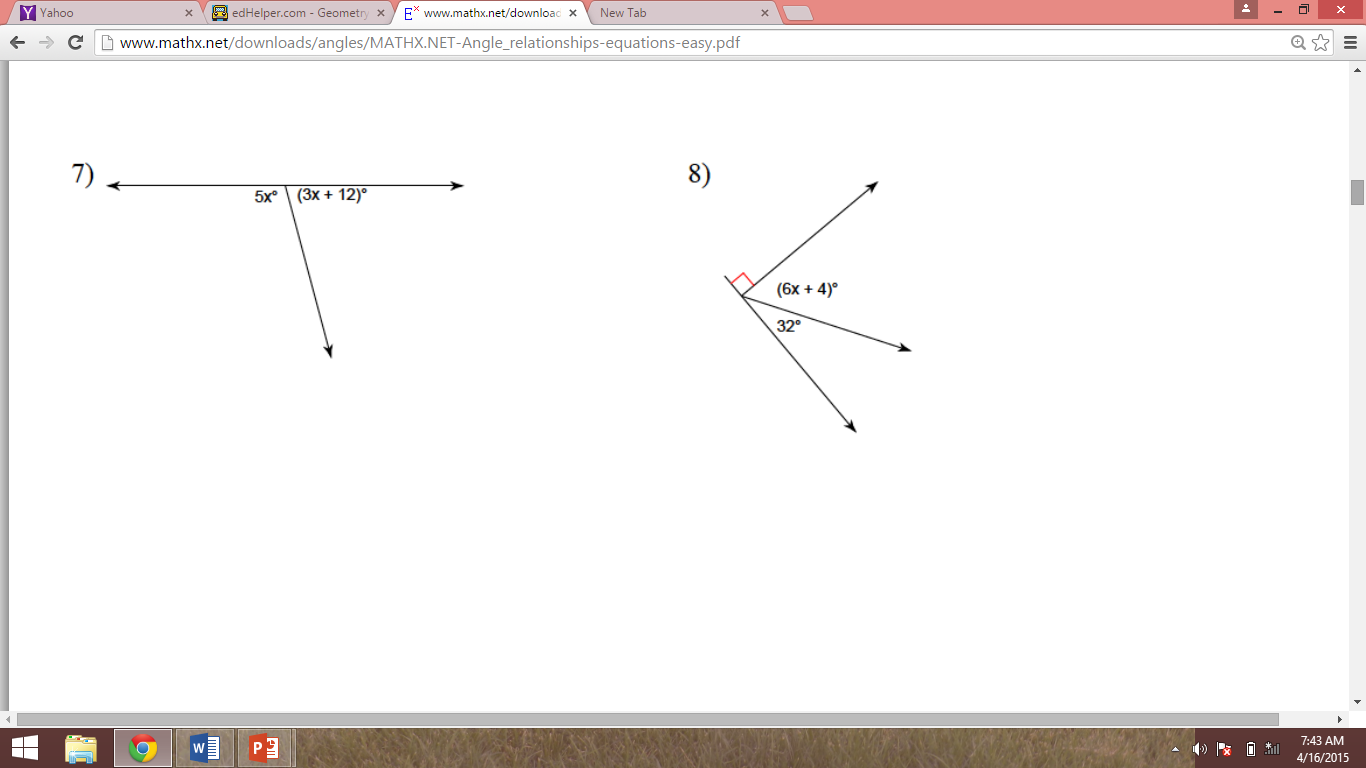 Yahoo
edHelper.com - Geometry
www.mathx.net/download
New Tab
www.mathx.net/downloads/angles/MATHX.NET-Angle_relationships-equations-easy.pdf
7)
5x° (3x + 12)°
8)
(6x + 4)°
32°
7:43 AM
4/16/2015